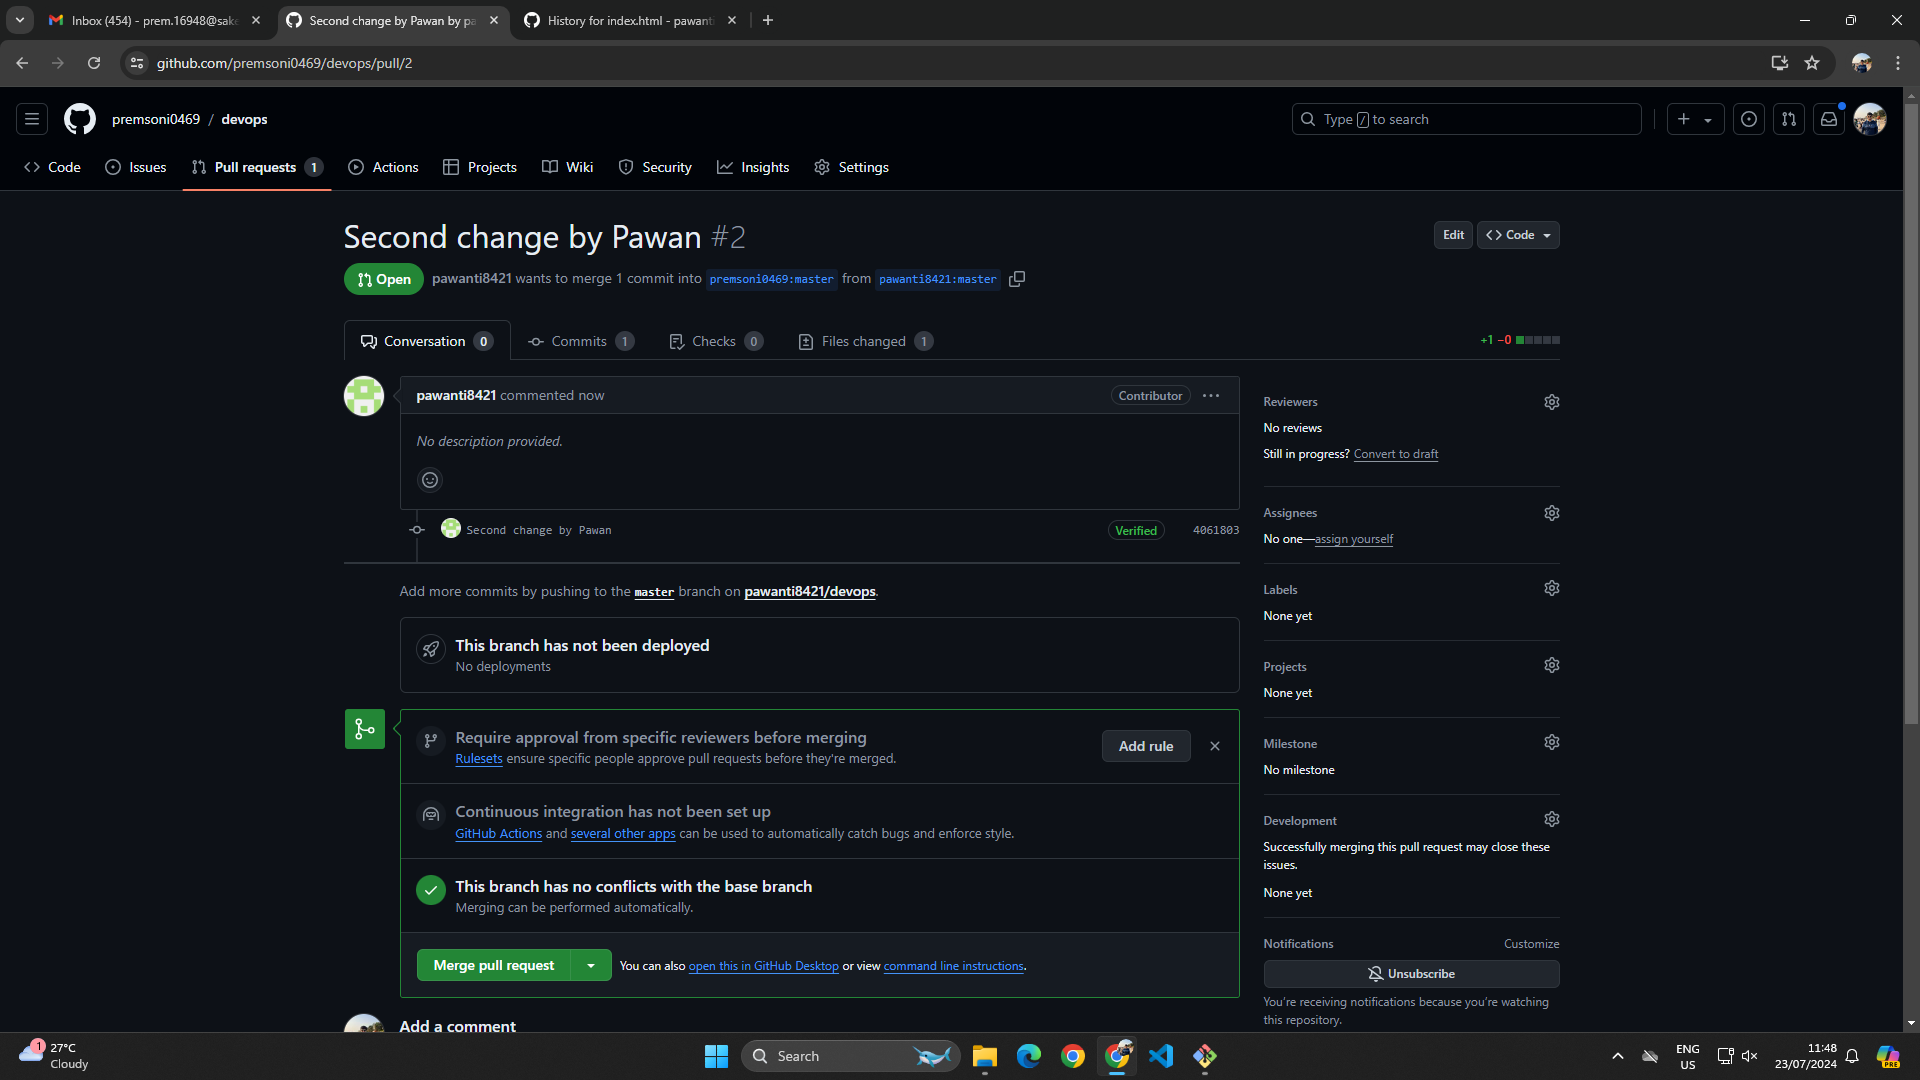 Inbox (454) - prem.16948@sake
Second change by Pawan by pa
History for index.html - pawanti
github.com/premsoni0469/devops/pull/2
premsoni0469 / devops
Type / to search
Code
Issues
Pull requests 1
Actions
Projects
Wiki
Security
Insights
Settings
Second change by Pawan #2
Edit
Code
Open
pawanti8421 wants to merge 1 commit into premsoni0469:master from pawanti8421:master
Conversation 0
Commits 1
Checks 0
Files changed 1
+1 −0
pawanti8421 commented now
Contributor
No description provided.
Second change by Pawan
Verified
4061803
Add more commits by pushing to the master branch on pawanti8421/devops.
This branch has not been deployed
No deployments
Require approval from specific reviewers before merging
Rulesets ensure specific people approve pull requests before they're merged.
Add rule
Continuous integration has not been set up
GitHub Actions and several other apps can be used to automatically catch bugs and enforce style.
This branch has no conflicts with the base branch
Merging can be performed automatically.
Merge pull request
You can also open this in GitHub Desktop or view command line instructions.
Add a comment
Reviewers
No reviews
Still in progress? Convert to draft
Assignees
No one—assign yourself
Labels
None yet
Projects
None yet
Milestone
No milestone
Development
Successfully merging this pull request may close these
issues.
None yet
Notifications
Customize
Unsubscribe
You're receiving notifications because you're watching
this repository.
1
27°C
Cloudy
Search
ENG
US
11:48
23/07/2024
PRE